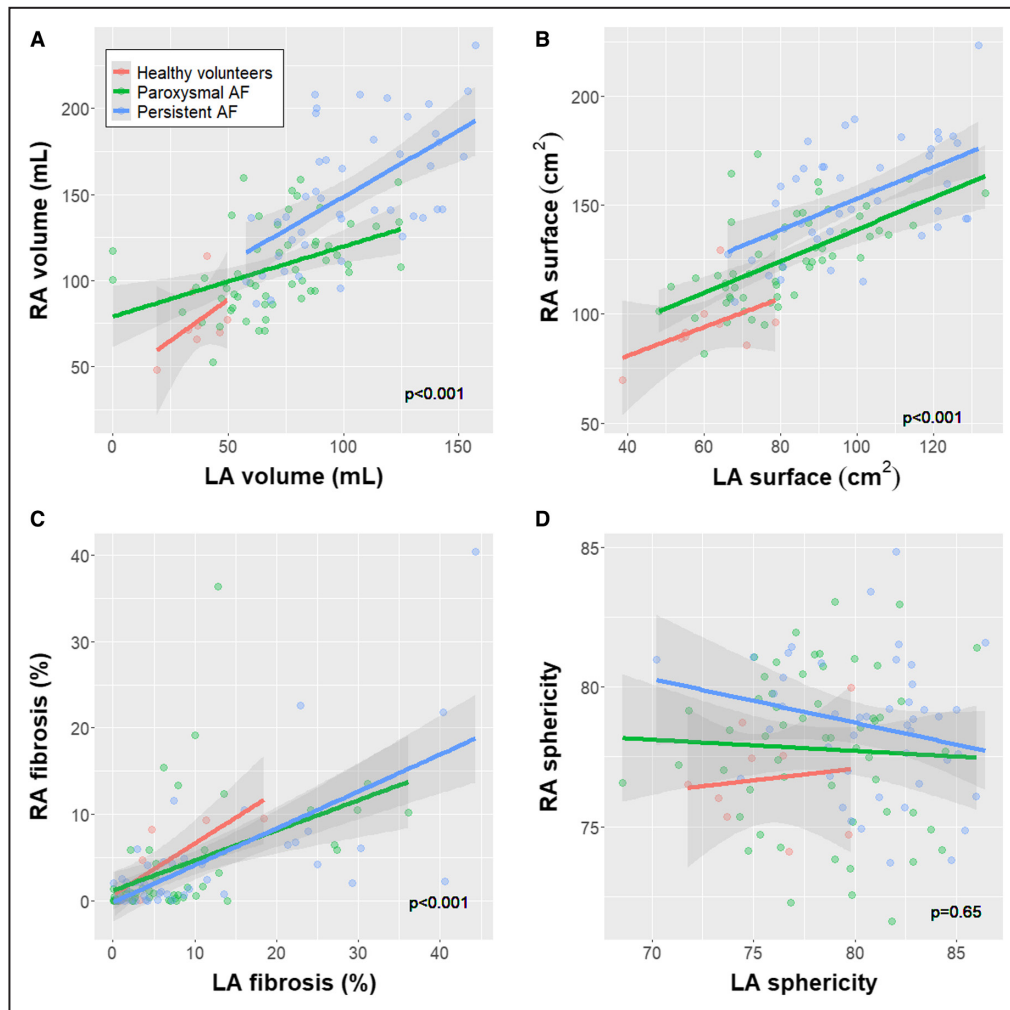 A
RA volume (mL)
200
150
100
50
Healthy volunteers
Paroxysmal AF
Persistent AF
p<0.001
0
50
100
150
LA volume (mL)
B
RA surface (cm2)
200
150
100
50
p<0.001
40
60
80
100
120
LA surface (cm2)
C
RA fibrosis (%)
40
30
20
10
0
p<0.001
0
10
20
30
40
LA fibrosis (%)
D
RA sphericity
85
80
75
p=0.65
70
75
80
85
LA sphericity